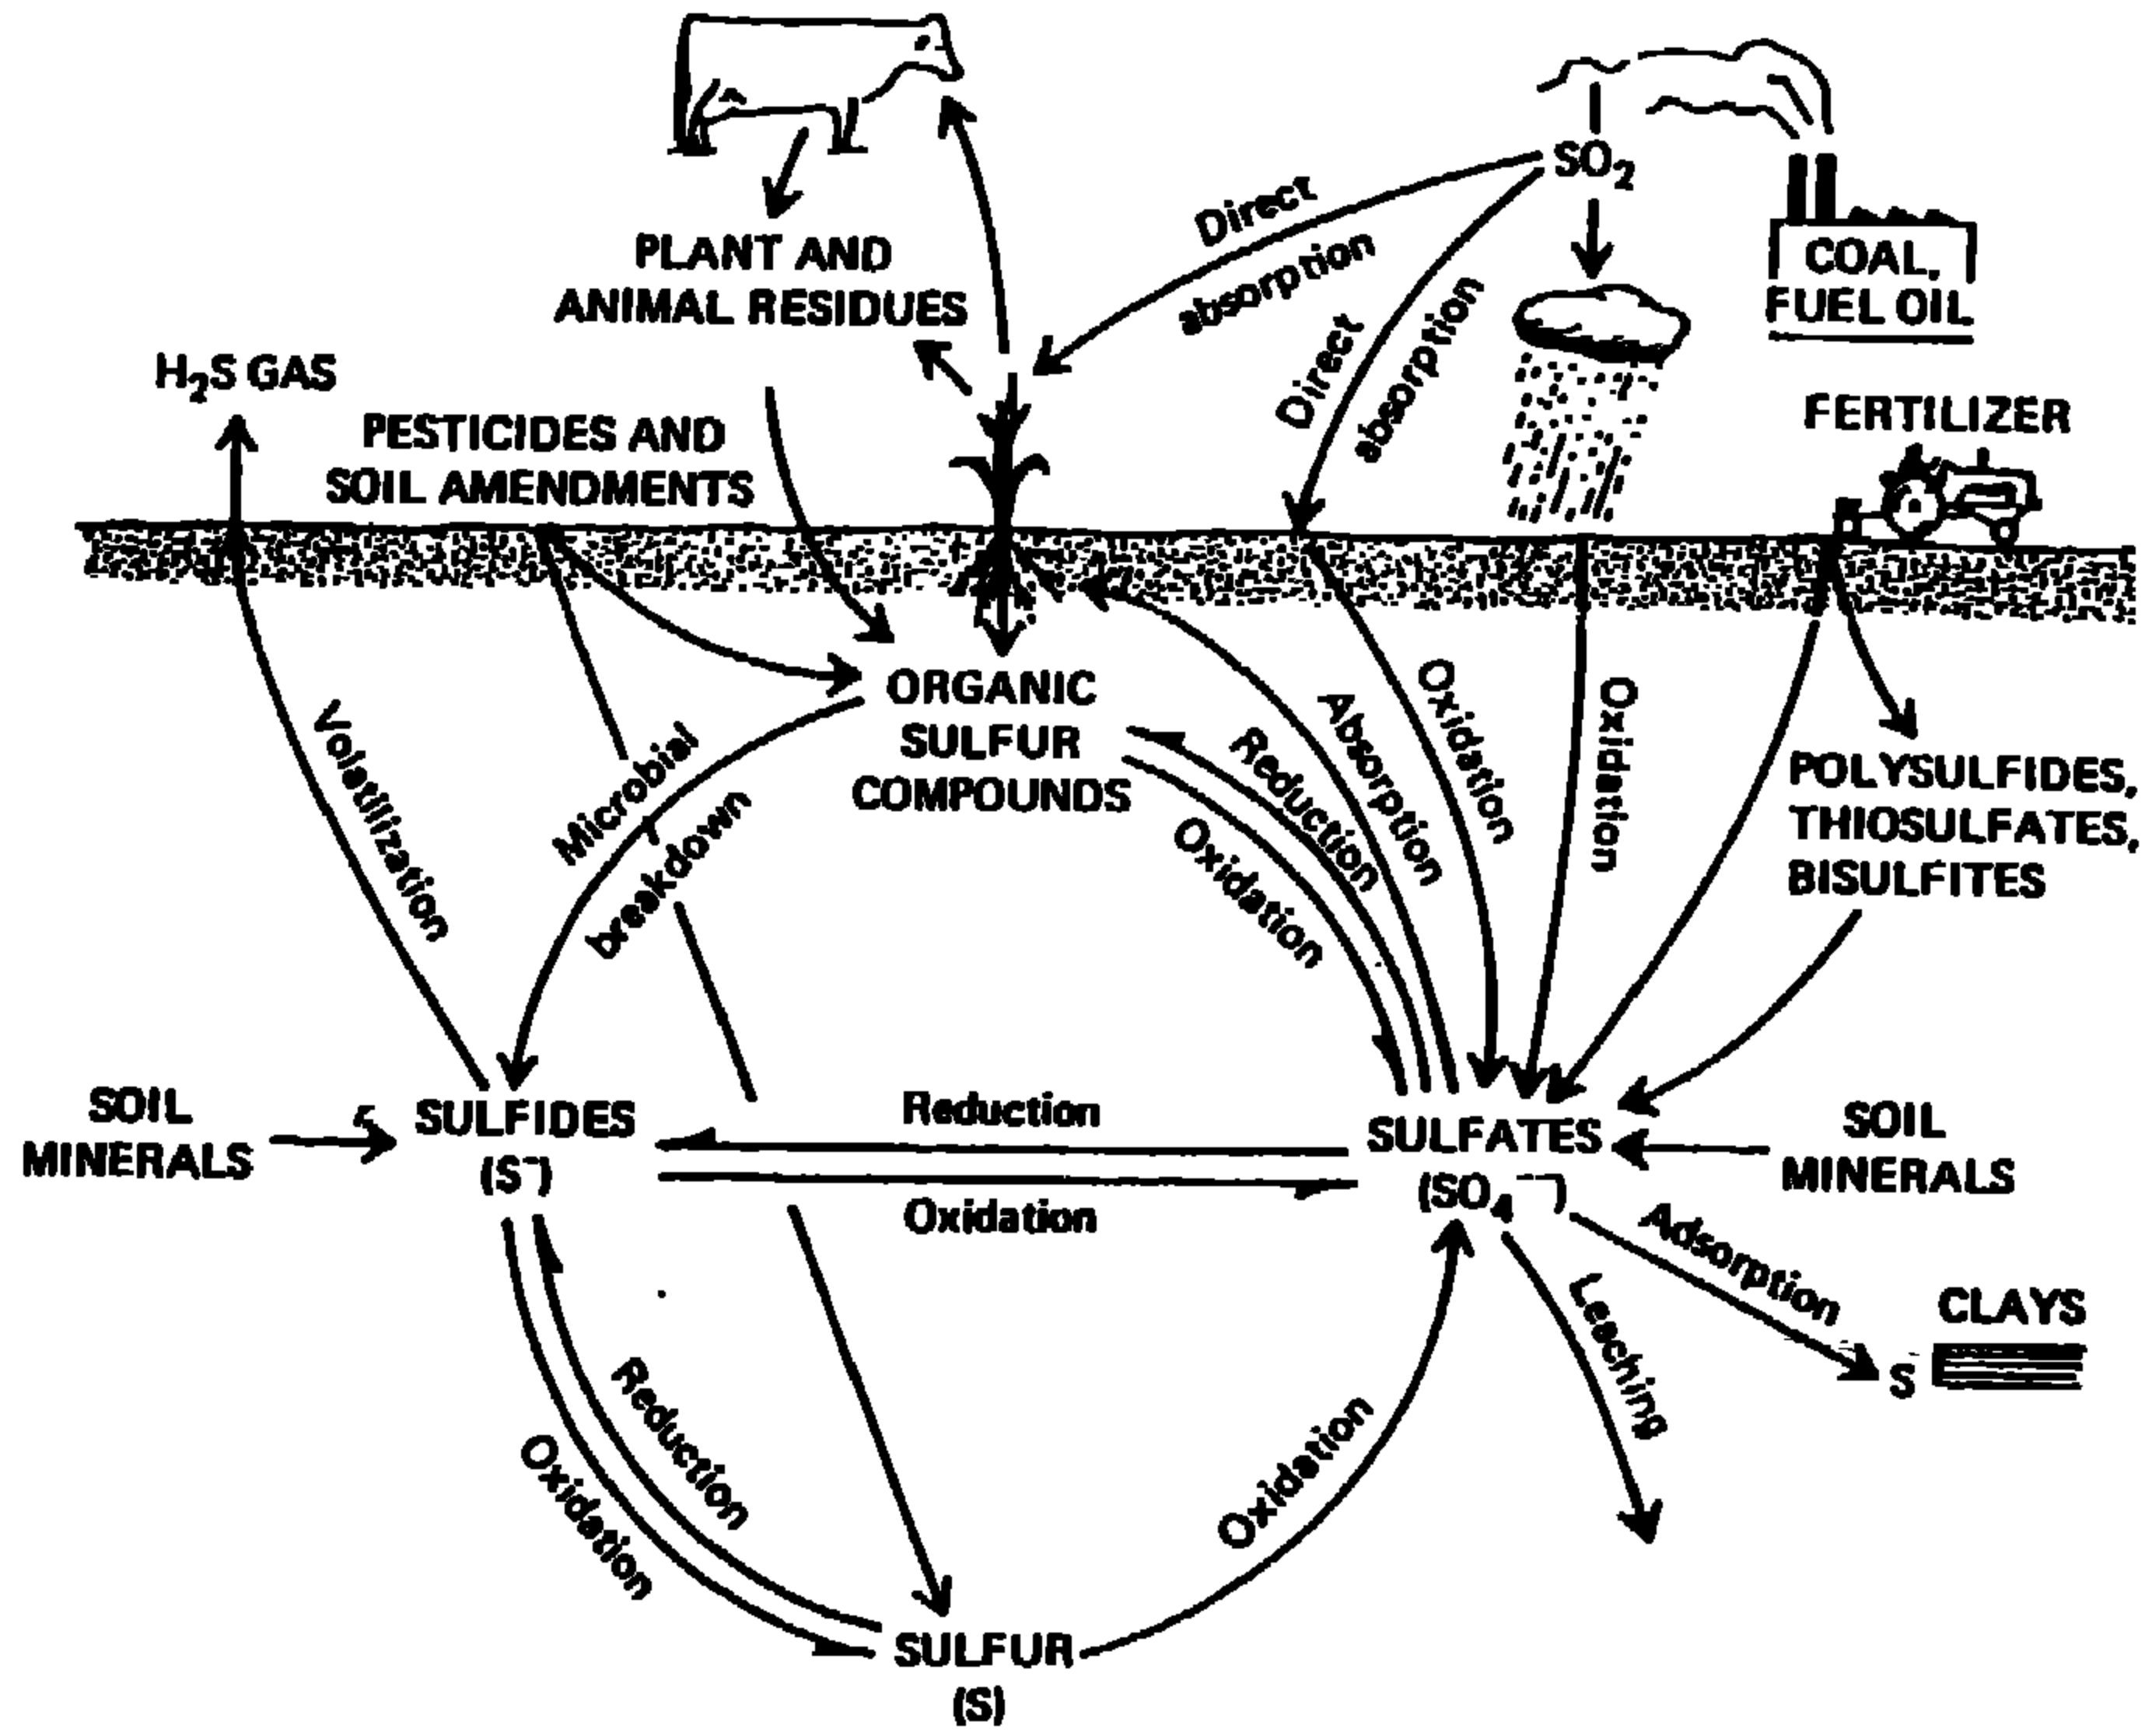 SO2
COAL,
FUEL OIL
Direct
absorption
Direct
absorption
PLANT AND
ANIMAL RESIDUES
H2S GAS
PESTICIDES AND
SOIL AMENDMENTS
FERTILIZER
ORGANIC
SULFUR
COMPOUNDS
Volatilization
Microbial
breakdown
Oxidation
Reduction
Absorption
Oxidation
Oxidation
POLYSULFIDES,
THIOSULFATES,
BISULFITES
SOIL
MINERALS
SULFIDES
(S⁻)
Reduction
Oxidation
SULFATES
(SO4⁻⁻)
SOIL
MINERALS
Adsorption
Leaching
CLAYS
S
Reduction
Oxidation
Oxidation
SULFUR
(S)